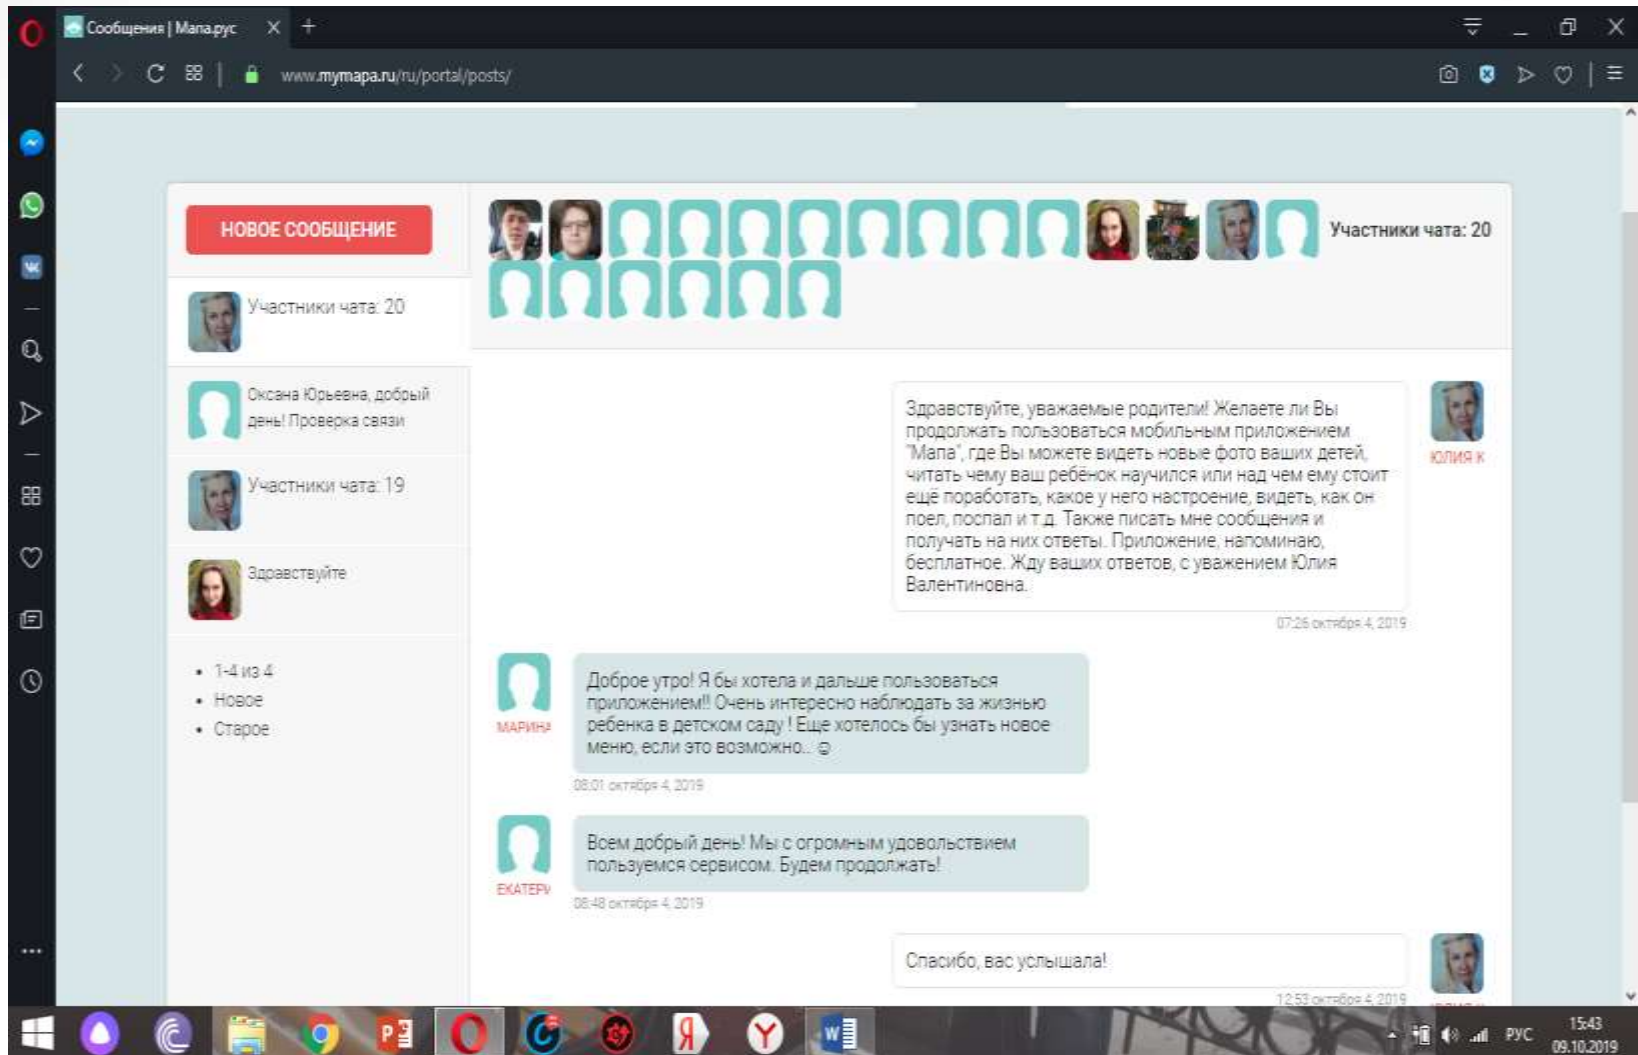 Сообщения | Мапа.рус
www.mymapa.ru/ru/portal/posts/
НОВОЕ СООБЩЕНИЕ
Участники чата: 20
Оксана Юрьевна, добрый
день! Проверка связи
Участники чата: 19
Здравствуйте
1-4 из 4
Новое
Старое
Участники чата: 20
Здравствуйте, уважаемые родители! Желаете ли Вы
продолжать пользоваться мобильным приложением
"Мапа", где Вы можете видеть новые фото ваших детей,
читать чему ваш ребёнок научился или над чем ему стоит
ещё поработать, какое у него настроение, видеть, как он
поел, поспал и т.д. Также писать мне сообщения и
получать на них ответы. Приложение, напоминаю,
бесплатное. Жду ваших ответов, с уважением Юлия
Валентиновна.
ЮЛИЯ К
07:26 октября 4, 2019
Доброе утро! Я бы хотела и дальше пользоваться
приложением!! Очень интересно наблюдать за жизнью
ребенка в детском саду ! Еще хотелось бы узнать новое
меню, если это возможно.. ☺
МАРИНА
08:01 октября 4, 2019
Всем добрый день! Мы с огромным удовольствием
пользуемся сервисом. Будем продолжать!
ЕКАТЕРИ
08:48 октября 4, 2019
Спасибо, вас услышала!
12:53 октября 4, 2019
РУС
15:43
09.10.2019